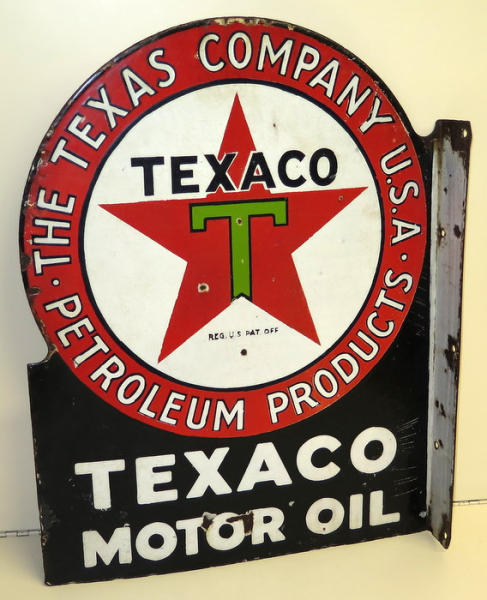 · THE TEXAS COMPANY U.S.A ·
TEXACO
T
REG. U.S. PAT. OFF
PETROLEUM PRODUCTS
TEXACO
MOTOR OIL